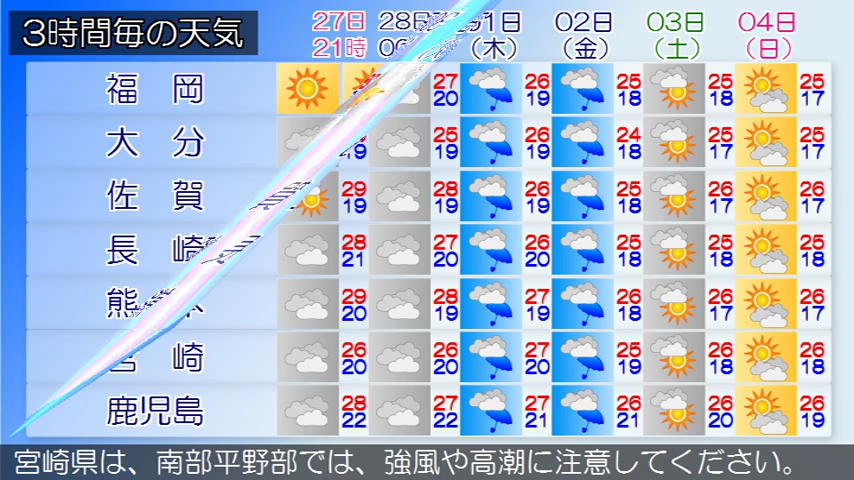 3時間毎の天気
27日 28日 01日 02日 03日 04日
21時 (木) (金) (土) (日)
福岡 27 20 26 19 25 18 25 18 25 17
大分 19 25 19 26 19 24 18 25 17 25 17
佐賀 29 19 28 19 26 19 25 18 26 17 26 17
長崎 28 21 27 20 26 20 25 18 25 18 25 18
熊本 29 20 28 19 27 19 26 18 26 17 26 17
宮崎 26 20 26 20 27 20 25 19 26 18 26 18
鹿児島 28 22 27 22 27 21 26 21 26 20 26 19
宮崎県は、南部平野部では、強風や高潮に注意してください。